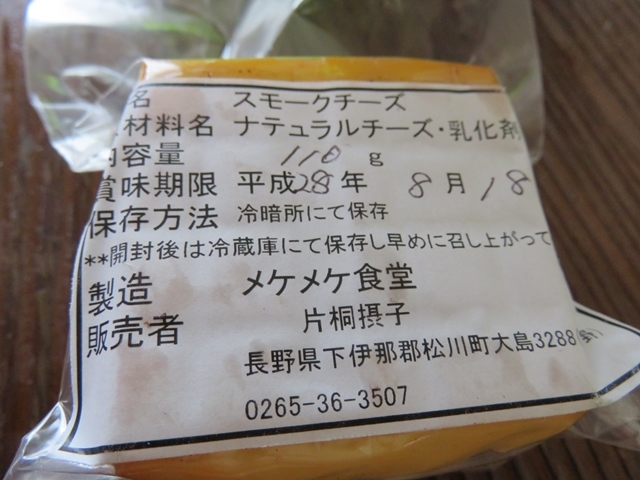 名 スモークチーズ
材料名 ナチュラルチーズ・乳化剤
内容量 110 g
賞味期限 平成28年 8月18
保存方法 冷暗所にて保存
**開封後は冷蔵庫にて保存し早めに召し上がって
製造 メケメケ食堂
販売者 片桐摂子
長野県下伊那郡松川町大島3288
0265-36-3507